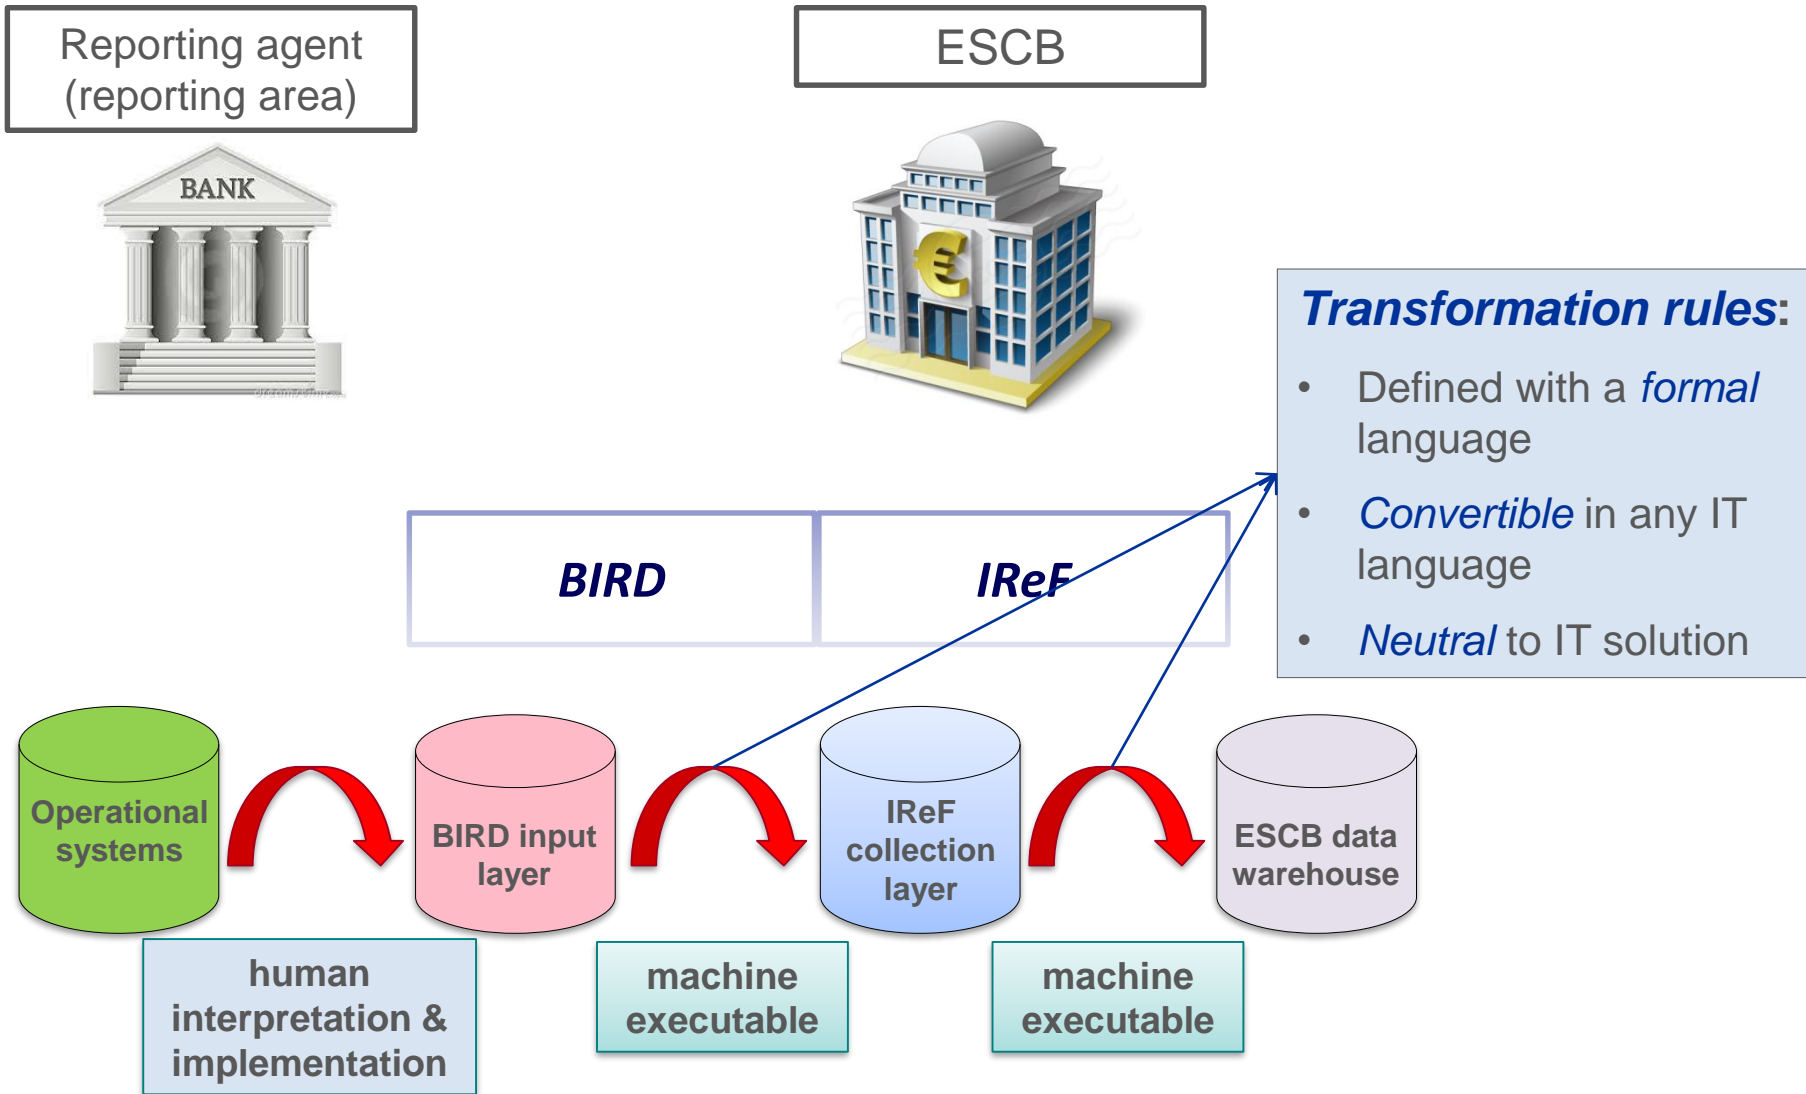 Reporting agent
(reporting area)
ESCB
BANK
€
Transformation rules:
• Defined with a formal
language
• Convertible in any IT
language
• Neutral to IT solution
BIRD
IReF
Operational
systems
BIRD input
layer
IReF
collection
layer
ESCB data
warehouse
human
interpretation &
implementation
machine
executable
machine
executable